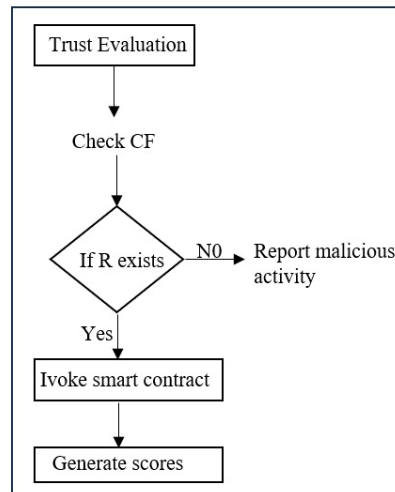 Trust Evaluation
Check CF
If R exists
N0
Report malicious
activity
Yes
Ivoke smart contract
Generate scores